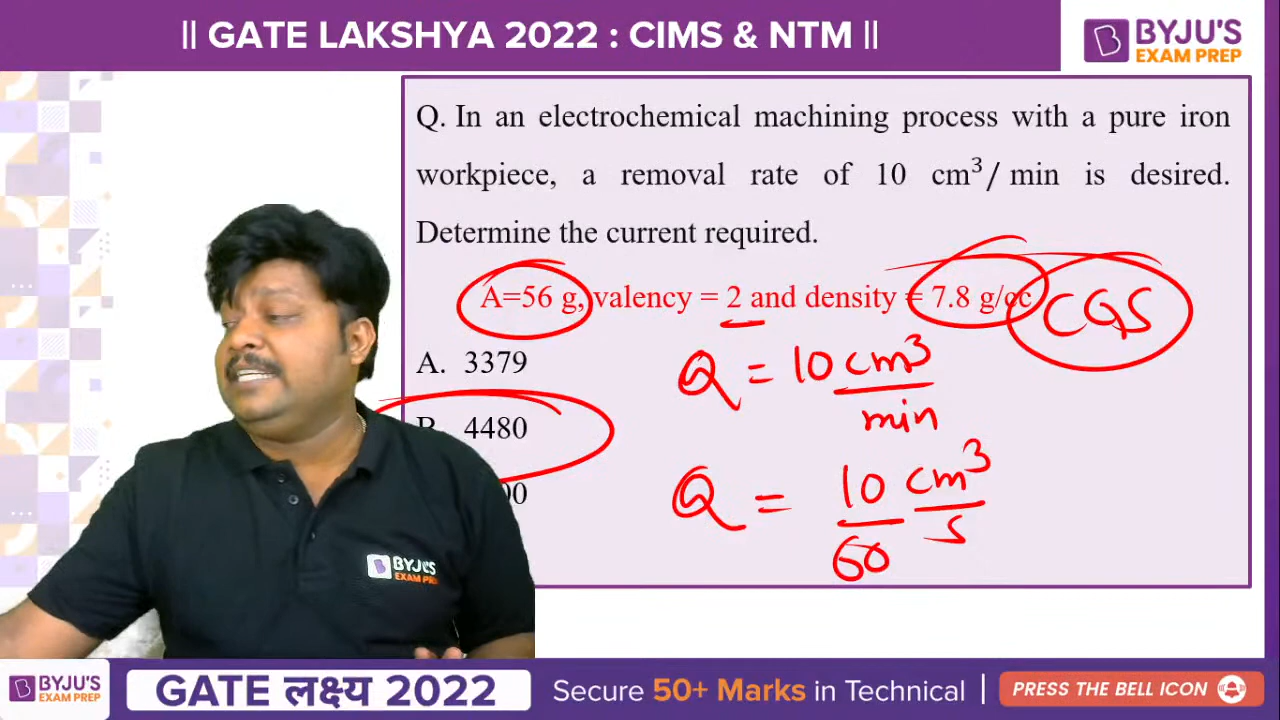 || GATE LAKSHYA 2022 : CIMS & NTM ||
BYJU'S
EXAM PREP
Q. In an electrochemical machining process with a pure iron
workpiece, a removal rate of 10 cm³/ min is desired.
Determine the current required.
A=56 g, valency = 2 and density = 7.8 g/cc
CGS
A. 3379
Q = 10 cm³
min
B. 4480
Q = 10 cm³
60 s
00
BYJU'S
EXAM PREP
BYJU'S
EXAM PREP
GATE लक्ष्य 2022
Secure 50+ Marks in Technical
PRESS THE BELL ICON